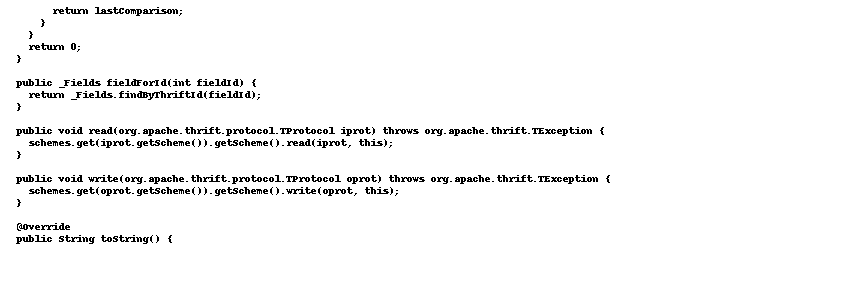 return lastComparison;
}
}
return 0;
}
public _Fields fieldForId(int fieldId) {
return _Fields.findByThriftId(fieldId);
}
public void read(org.apache.thrift.protocol.TProtocol iprot) throws org.apache.thrift.TException {
schemes.get(iprot.getScheme()).getScheme().read(iprot, this);
}
public void write(org.apache.thrift.protocol.TProtocol oprot) throws org.apache.thrift.TException {
schemes.get(oprot.getScheme()).getScheme().write(oprot, this);
}
@Override
public String toString() {